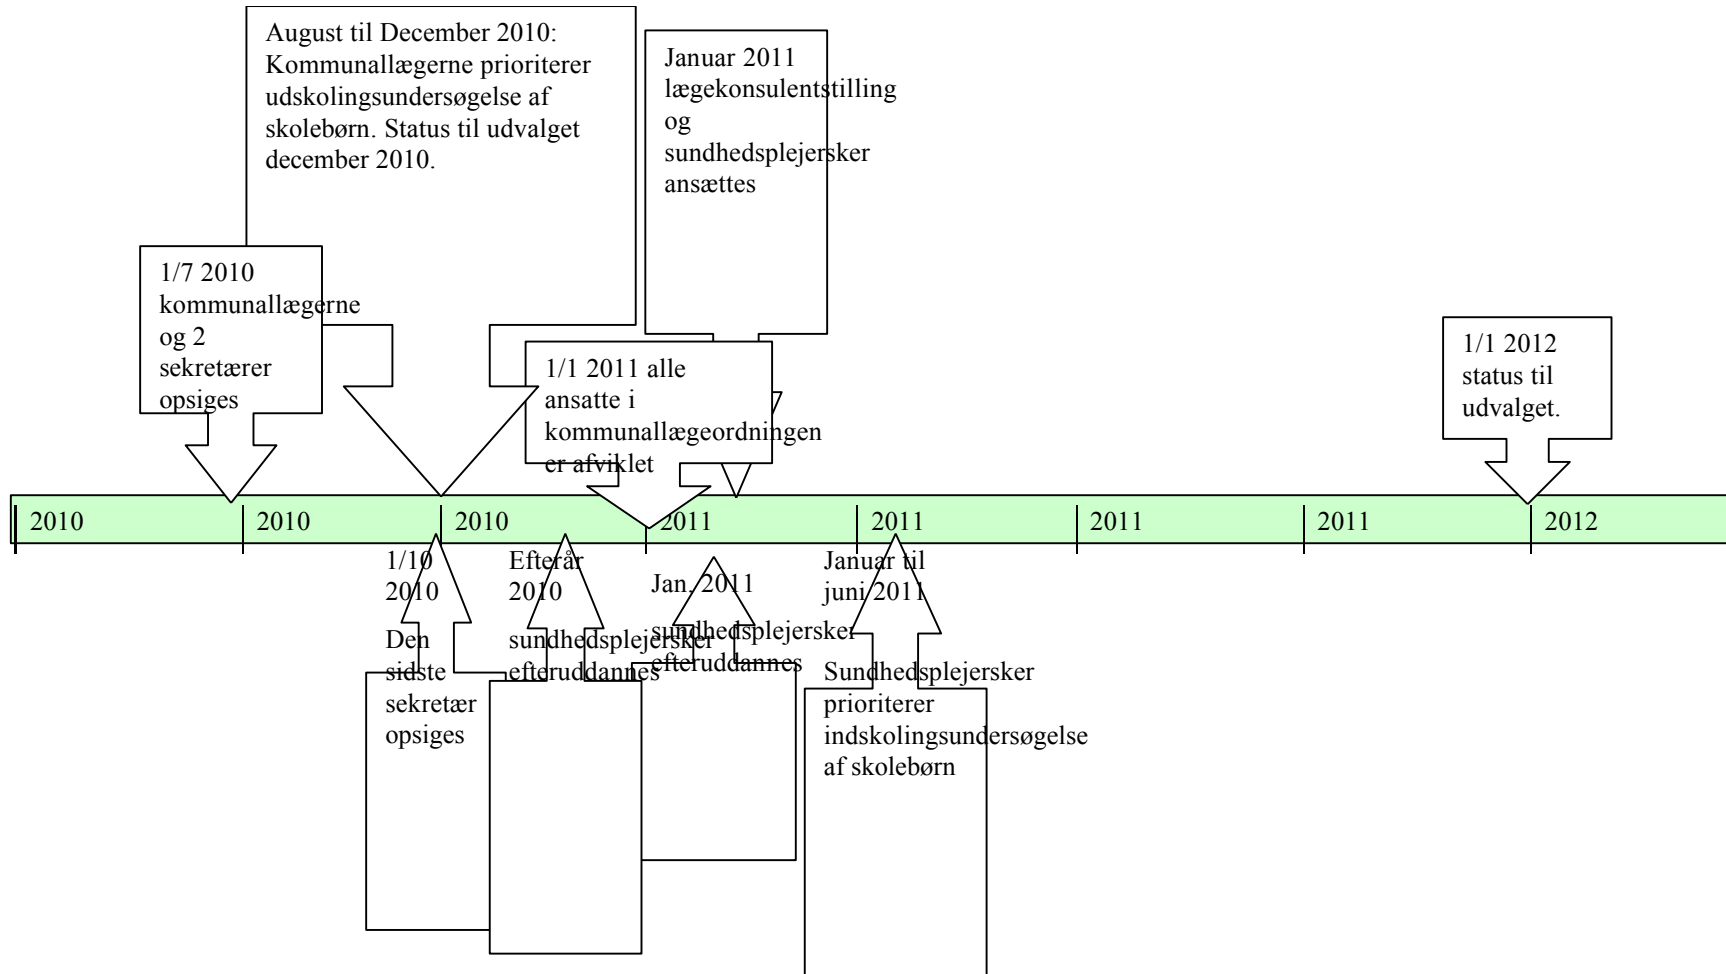 August til December 2010:
Kommunallægerne prioriterer
udskolingsundersøgelse af
skolebørn. Status til udvalget
december 2010.
Januar 2011
lægekonsulentstilling
og
sundhedsplejersker
ansættes
1/7 2010
kommunallægerne
og 2
sekretærer
opsiges
1/1 2011 alle
ansatte i
kommunallægeordningen
er afviklet
1/1 2012
status til
udvalget.
2010 2010 2010 2011 2011 2011 2011 2012
1/10
2010
Den
sidste
sekretær
opsiges
Efterår
2010
sundhedsplejersker
efteruddannes
Jan. 2011
sundhedsplejersker
efteruddannes
Januar til
juni 2011
Sundhedsplejersker
prioriterer
indskolingsundersøgelse
af skolebørn